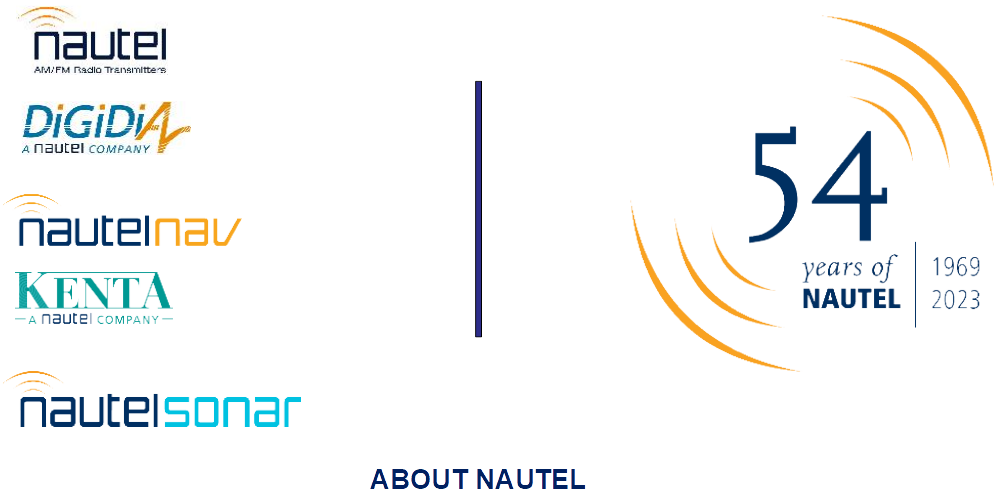 nautel
AM/FM Radio Transmitters
DiGiDiA
A nautel COMPANY
nautelnav
KENTA
A nautel COMPANY
nautelsonar
54
years of
NAUTEL
1969
2023
ABOUT NAUTEL